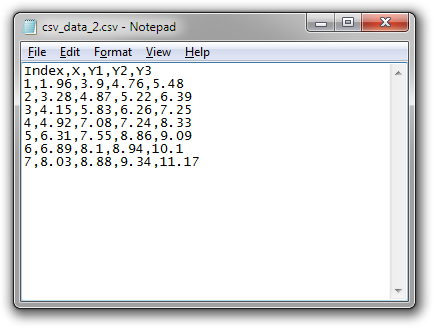 csv_data_2.csv - Notepad
File Edit Format View Help
Index,X,Y1,Y2,Y3
1,1.96,3.9,4.76,5.48
2,3.28,4.87,5.22,6.39
3,4.15,5.83,6.26,7.25
4,4.92,7.08,7.24,8.33
5,6.31,7.55,8.86,9.09
6,6.89,8.1,8.94,10.1
7,8.03,8.88,9.34,11.17